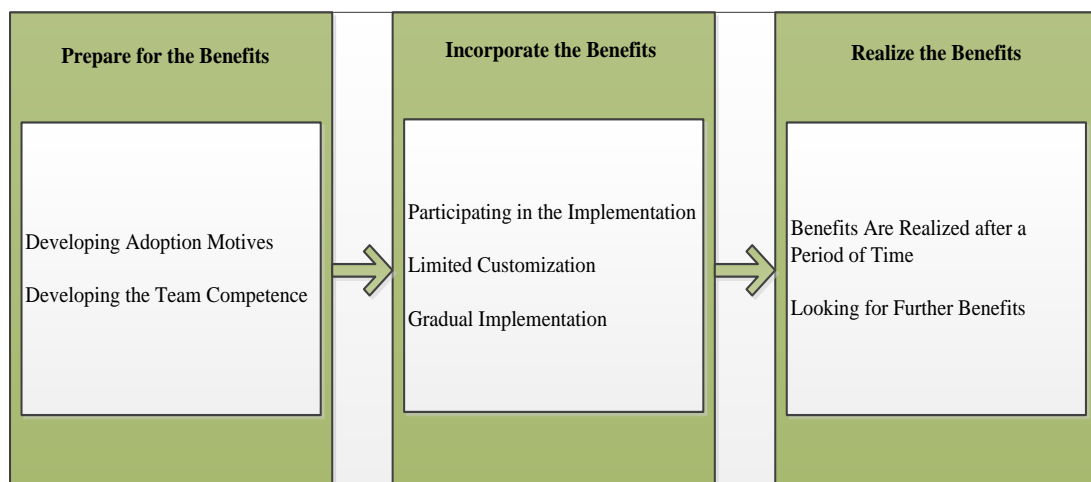 Prepare for the Benefits
Developing Adoption Motives
Developing the Team Competence
Incorporate the Benefits
Participating in the Implementation
Limited Customization
Gradual Implementation
Realize the Benefits
Benefits Are Realized after a
Period of Time
Looking for Further Benefits